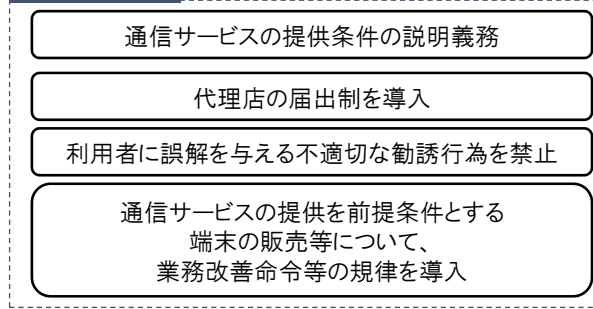 通信サービスの提供条件の説明義務
代理店の届出制を導入
利用者に誤解を与える不適切な勧誘行為を禁止
通信サービスの提供を前提条件とする
端末の販売等について、
業務改善命令等の規律を導入